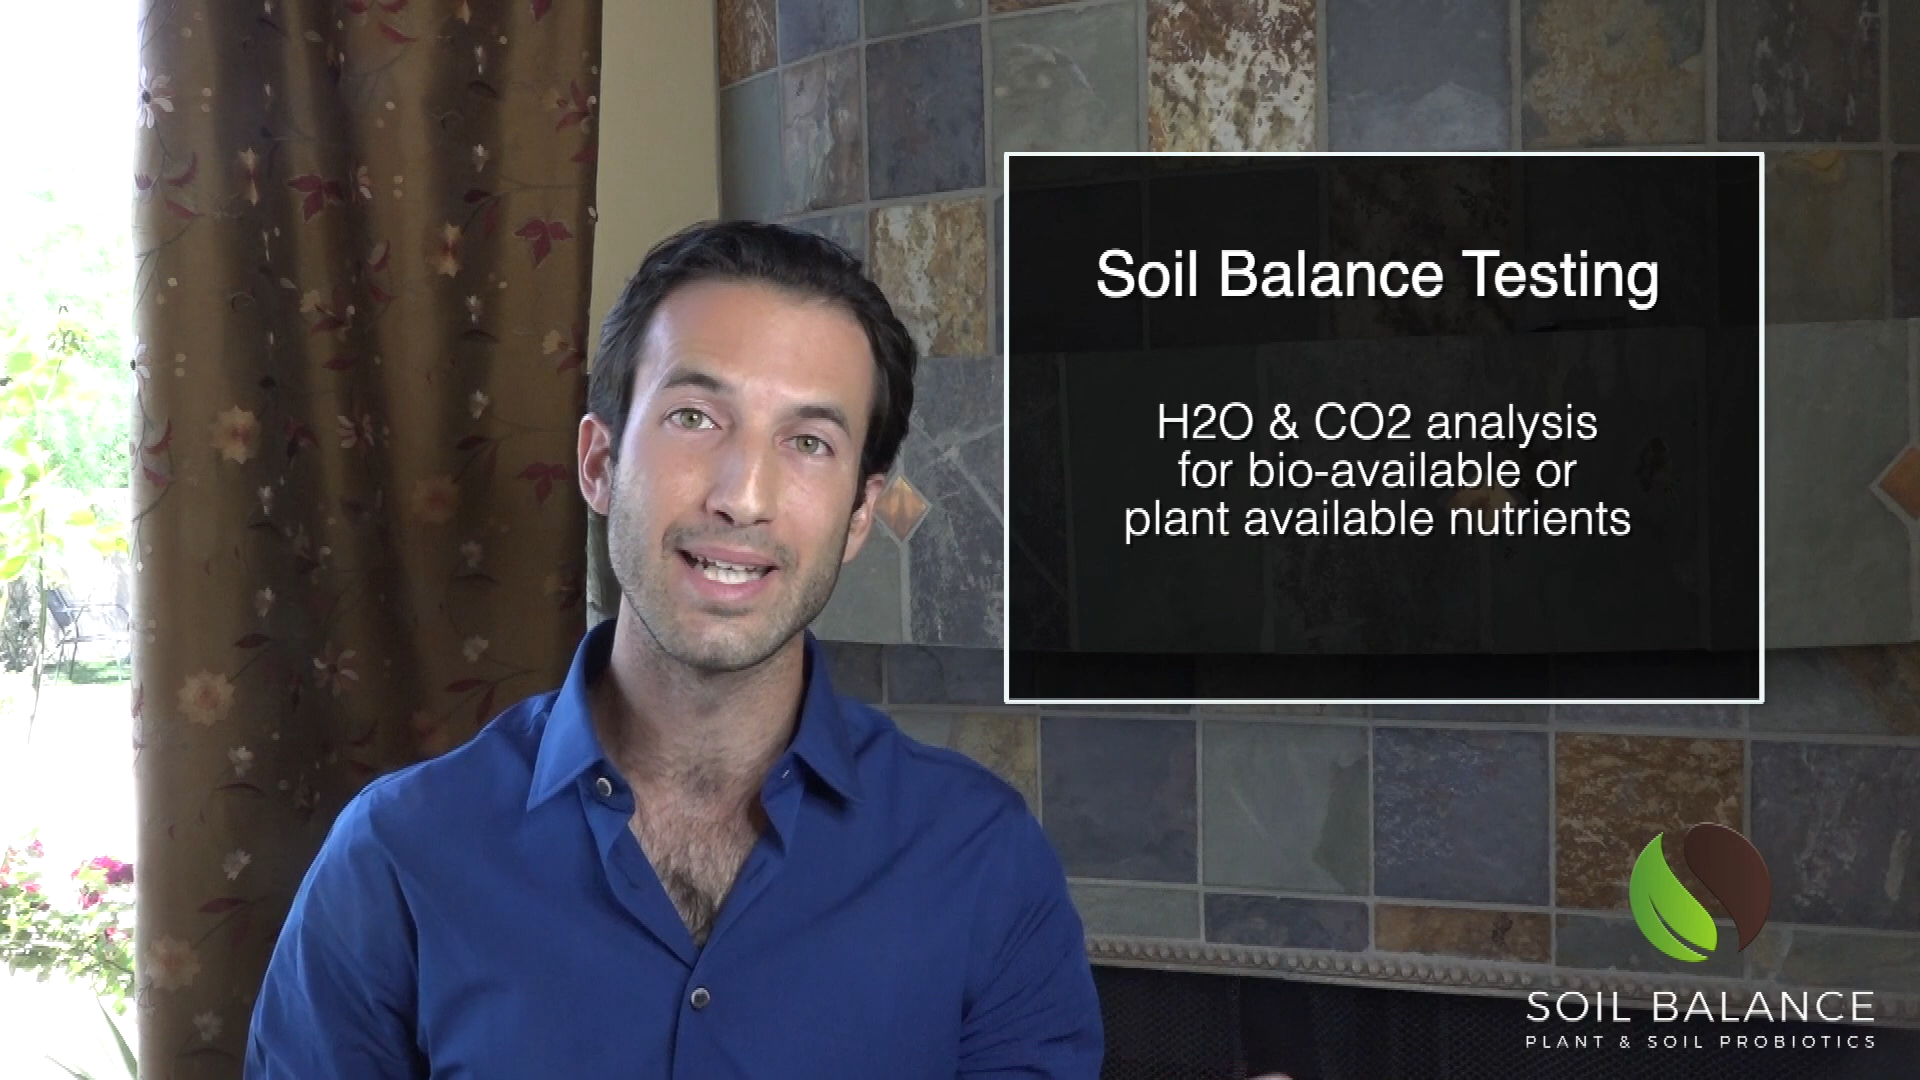 Soil Balance Testing
H2O & CO2 analysis
for bio-available or
plant available nutrients
SOIL BALANCE
PLANT & SOIL PROBIOTICS